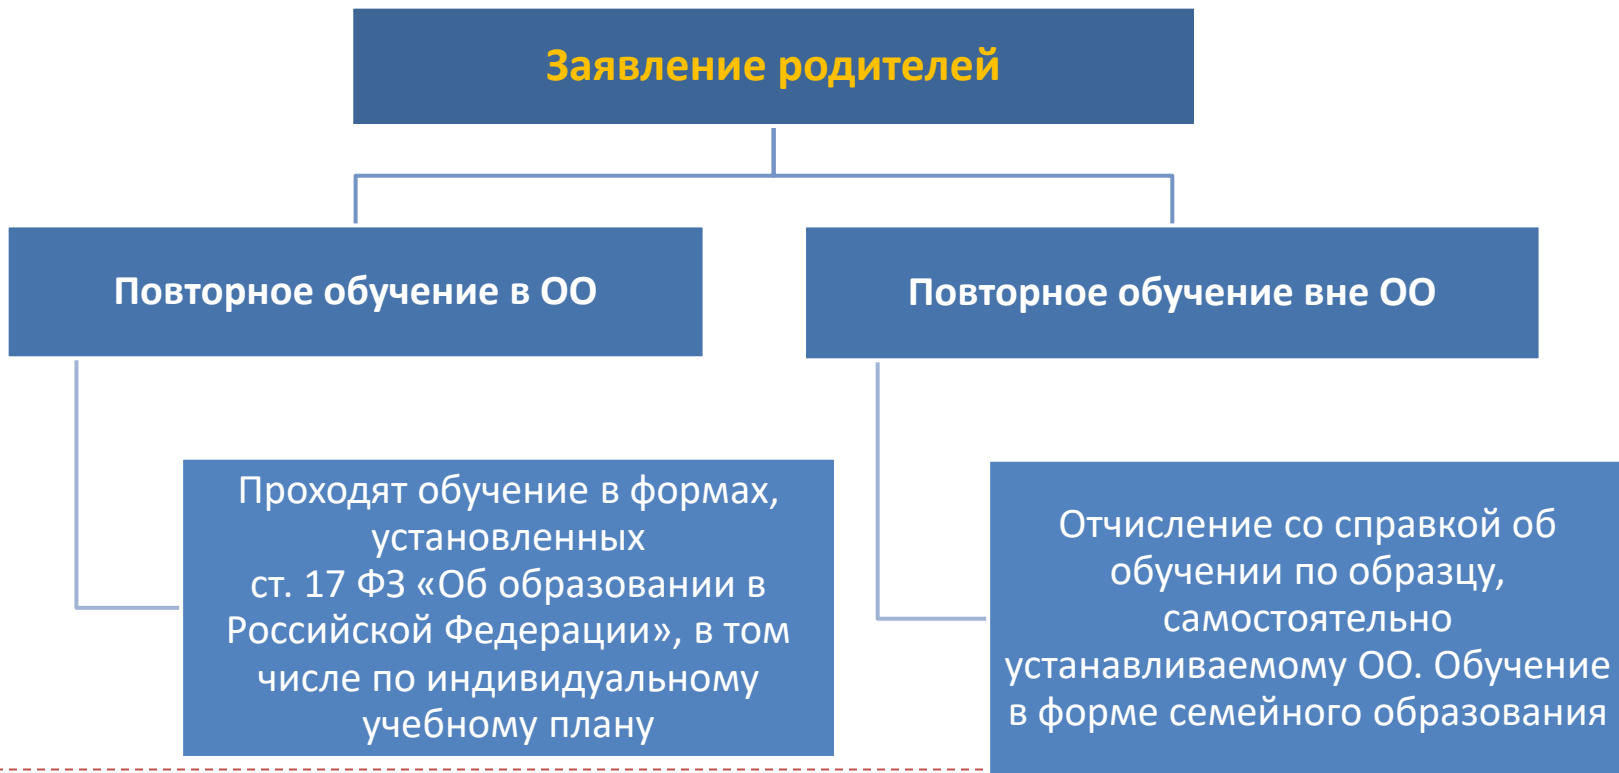 Заявление родителей
Повторное обучение в ОО
Повторное обучение вне ОО
Проходят обучение в формах,
установленных
ст. 17 ФЗ «Об образовании в
Российской Федерации», в том
числе по индивидуальному
учебному плану
Отчисление со справкой об
обучении по образцу,
самостоятельно
устанавливаемому ОО. Обучение
в форме семейного образования